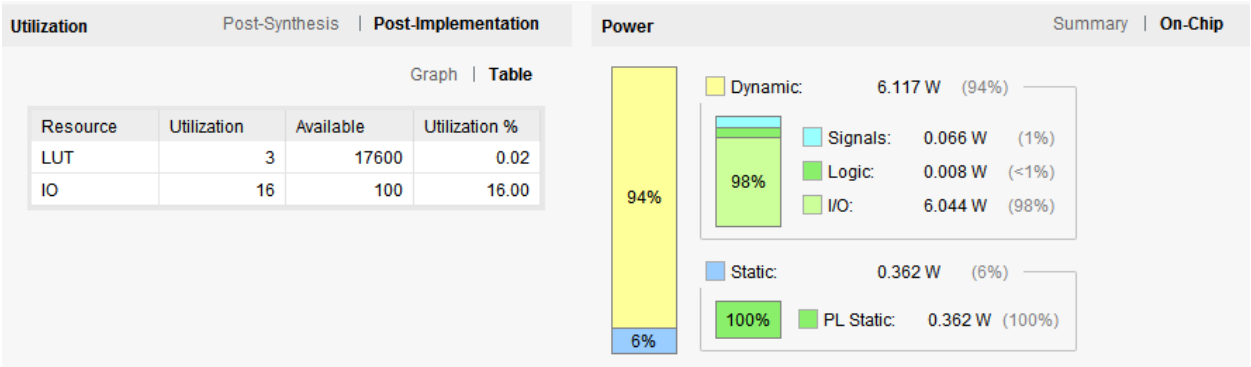 Utilization Post-Synthesis | Post-Implementation
Graph | Table
Resource Utilization Available Utilization %
LUT 3 17600 0.02
IO 16 100 16.00
Power Summary | On-Chip
94%
6%
Dynamic: 6.117 W (94%)
98%
Signals: 0.066 W (1%)
Logic: 0.008 W (<1%)
I/O: 6.044 W (98%)
Static: 0.362 W (6%)
100%
PL Static: 0.362 W (100%)